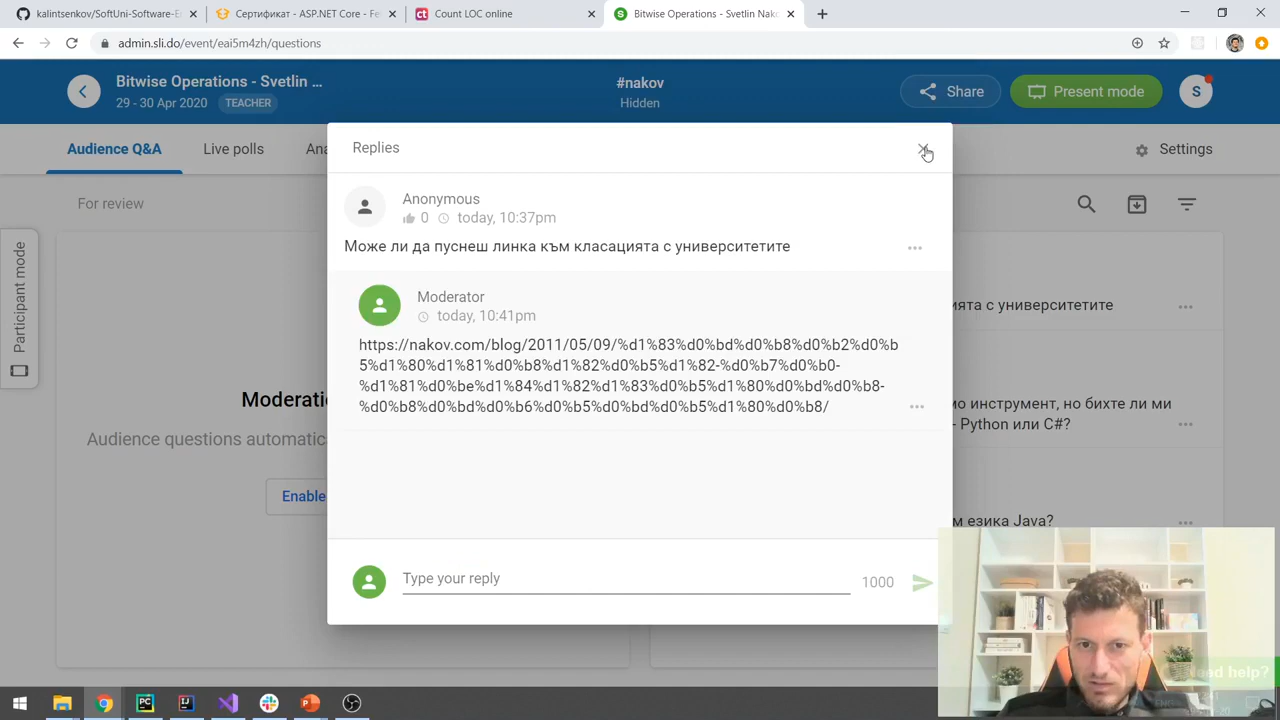 kalintsenkov/SoftUni-Software-E
Сертификат - ASP.NET Core - Fe
Count LOC online
Bitwise Operations - Svetlin Nako
admin.sli.do/event/eai5m4zh/questions
Bitwise Operations - Svetlin ...
29 - 30 Apr 2020 TEACHER
#nakov
Hidden
Share
Present mode
S
Audience Q&A
Live polls
Ana
Settings
For review
Participant mode
Replies
Anonymous
0 today, 10:37pm
Може ли да пуснеш линка към класацията с университетите
Moderator
today, 10:41pm
https://nakov.com/blog/2011/05/09/%d1%83%d0%bd%d0%b8%d0%b2%d0%b
5%d1%80%d1%81%d0%b8%d1%82%d0%b5%d1%82-%d0%b7%d0%b0-
%d1%81%d0%be%d1%84%d1%82%d1%83%d0%b5%d1%80%d0%bd%d0%b8-
%d0%b8%d0%bd%d0%b6%d0%b5%d0%bd%d0%b5%d1%80%d0%b8/
Type your reply
1000
Moderati
Audience questions automatica
Enable
ията с университетите
мо инструмент, но бихте ли ми
- Python или C#?
м езика Java?
eed help?